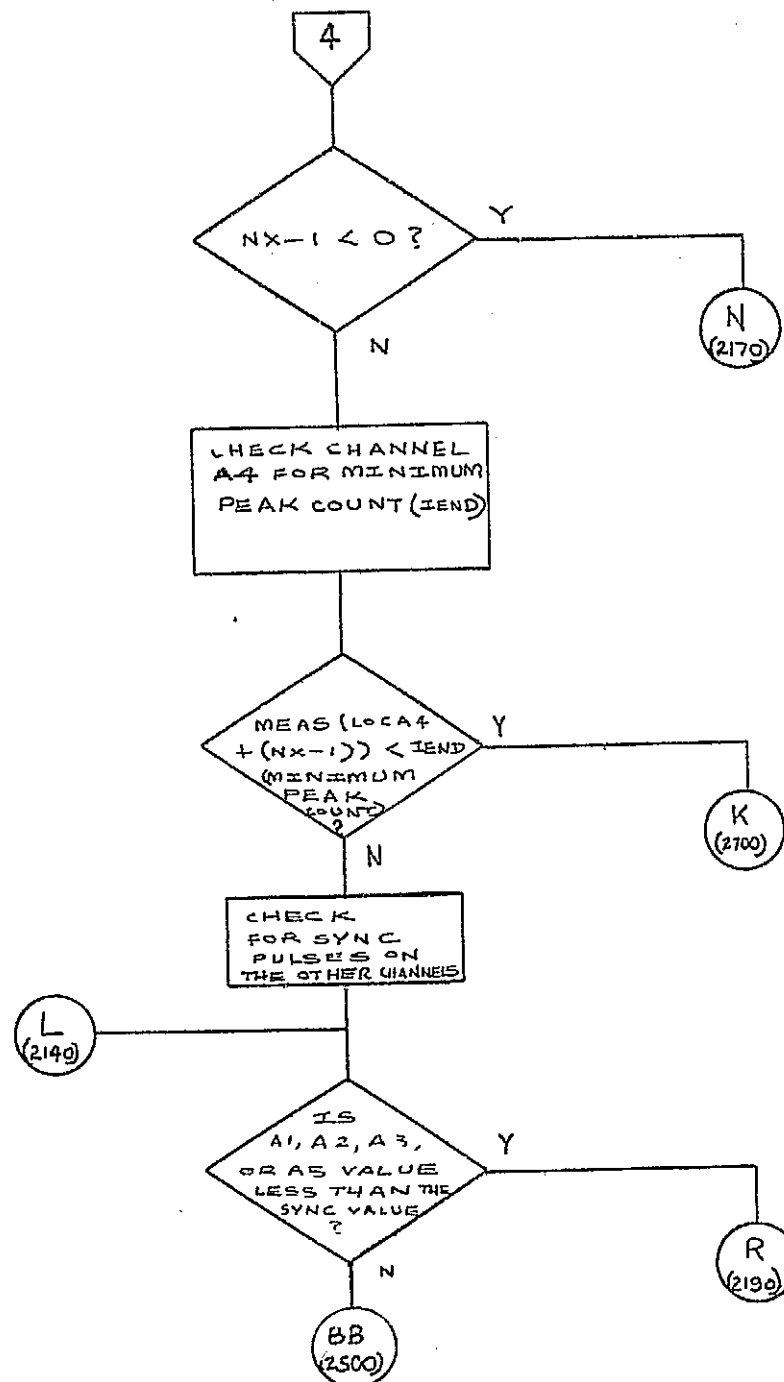 4
NX-1 < 0 ?
Y
N
(2170)
N
CHECK CHANNEL
A4 FOR MINIMUM
PEAK COUNT (IEND)
MEAS (LOCA4
+ (NX-1)) < IEND
(MINIMUM
PEAK
COUNT)
?
Y
K
(2700)
N
CHECK
FOR SYNC
PULSES ON
THE OTHER CHANNELS
L
(2140)
IS
A1, A2, A3,
OR A5 VALUE
LESS THAN THE
SYNC VALUE
?
Y
R
(2190)
N
BB
(2500)